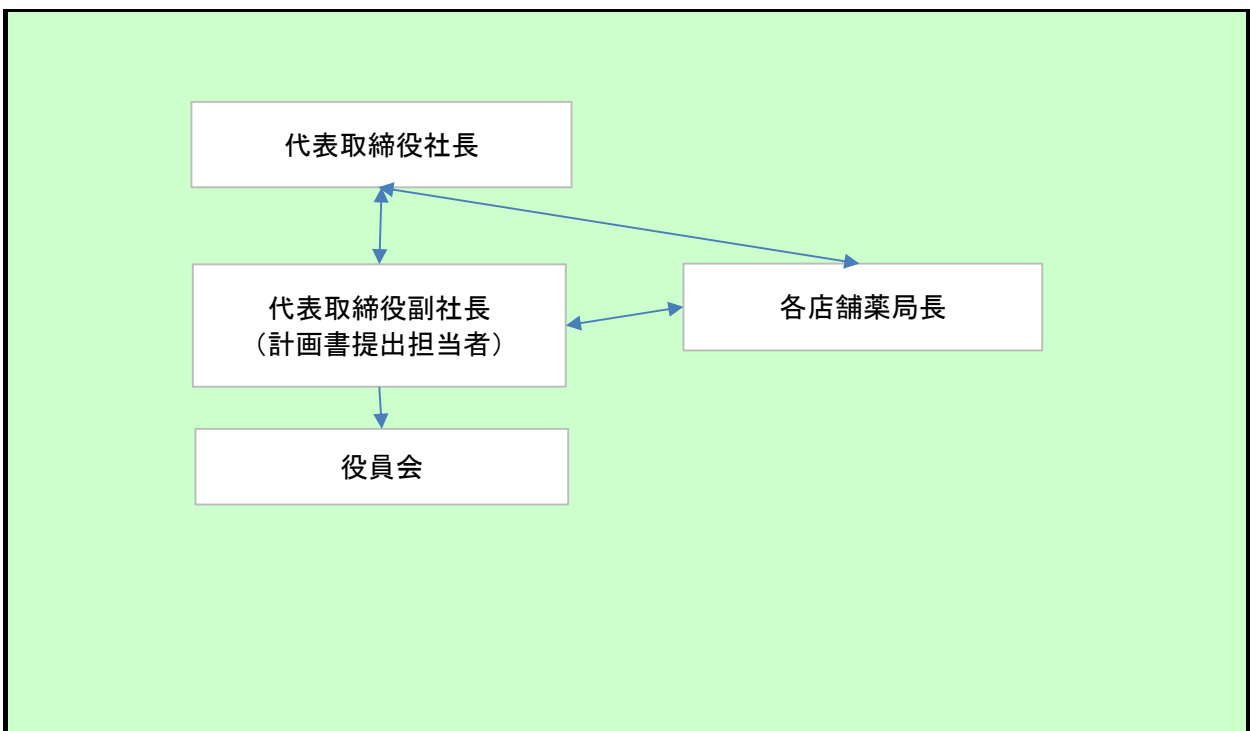 代表取締役社長
代表取締役副社長
（計画書提出担当者）
各店舗薬局長
役員会